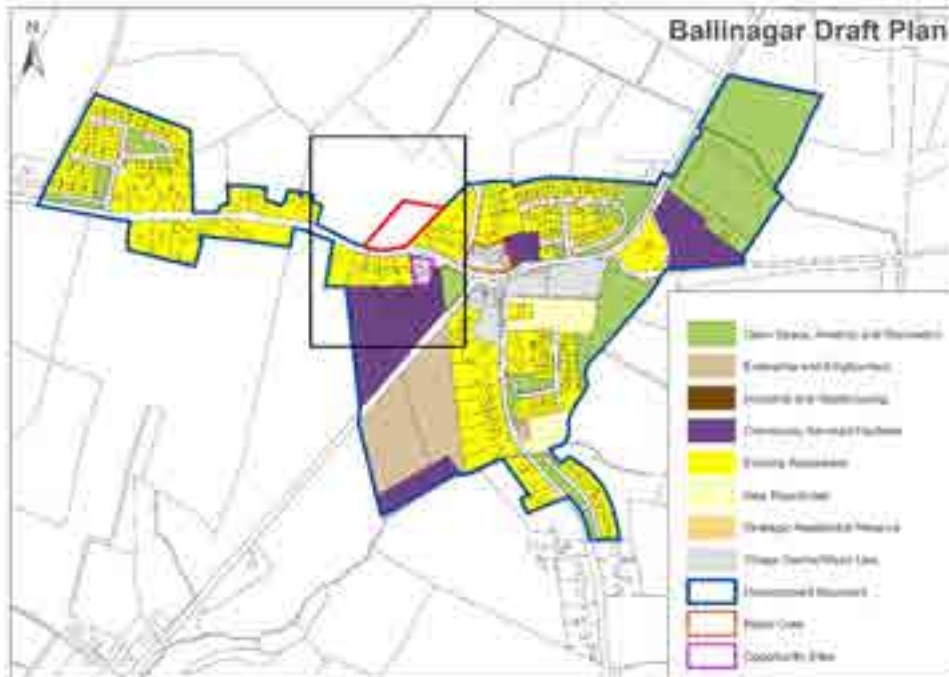 Ballinagar Draft Plan
N
Open Space, Amenity and Recreation
Enterprise and Employment
Industrial and Warehousing
Community Services/Facilities
Existing Residential
New Residential
Strategic Residential Reserve
Village Centre/Mixed Use
Development Boundary
Opportunity Sites